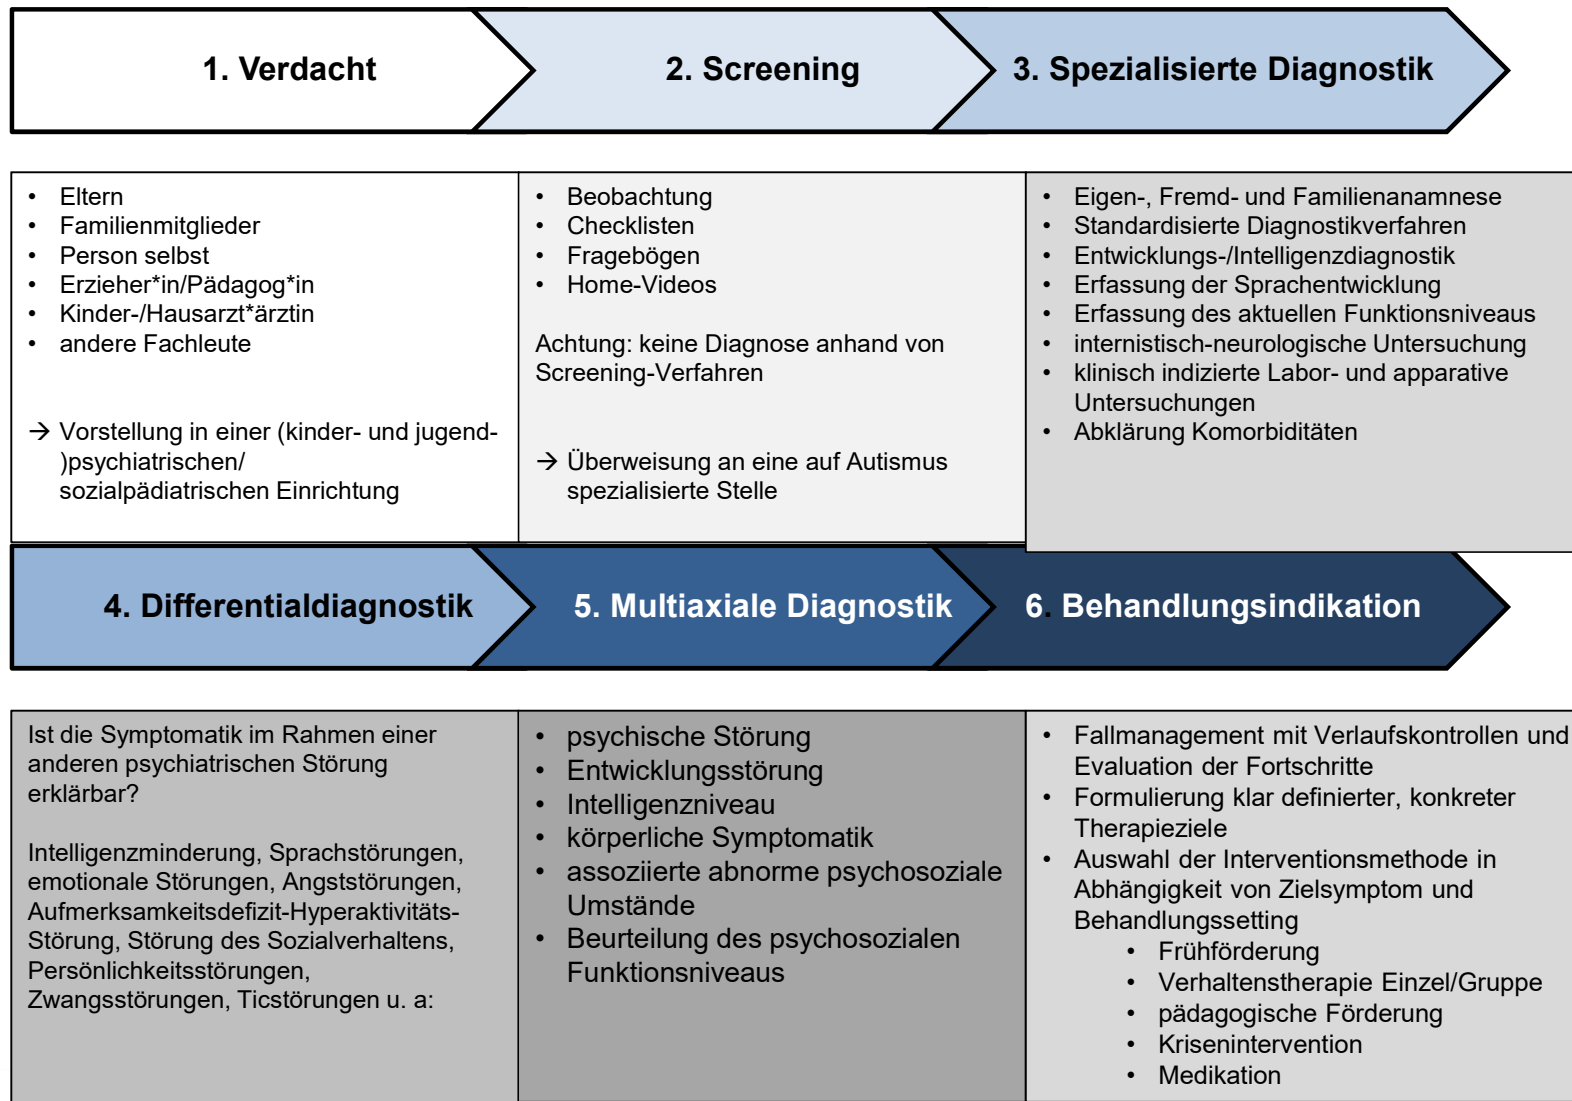 1. Verdacht
2. Screening
3. Spezialisierte Diagnostik
• Eltern
• Familienmitglieder
• Person selbst
• Erzieher*in/Pädagog*in
• Kinder-/Hausarzt*ärztin
• andere Fachleute
→ Vorstellung in einer (kinder- und jugend-
)psychiatrischen/
sozialpädiatrischen Einrichtung
• Beobachtung
• Checklisten
• Fragebögen
• Home-Videos
Achtung: keine Diagnose anhand von
Screening-Verfahren
→ Überweisung an eine auf Autismus
spezialisierte Stelle
• Eigen-, Fremd- und Familienanamnese
• Standardisierte Diagnostikverfahren
• Entwicklungs-/Intelligenzdiagnostik
• Erfassung der Sprachentwicklung
• Erfassung des aktuellen Funktionsniveaus
• internistisch-neurologische Untersuchung
• klinisch indizierte Labor- und apparative
Untersuchungen
• Abklärung Komorbiditäten
4. Differentialdiagnostik
5. Multiaxiale Diagnostik
6. Behandlungsindikation
Ist die Symptomatik im Rahmen einer
anderen psychiatrischen Störung
erklärbar?
Intelligenzminderung, Sprachstörungen,
emotionale Störungen, Angststörungen,
Aufmerksamkeitsdefizit-Hyperaktivitäts-
Störung, Störung des Sozialverhaltens,
Persönlichkeitsstörungen,
Zwangsstörungen, Ticstörungen u. a:
• psychische Störung
• Entwicklungsstörung
• Intelligenzniveau
• körperliche Symptomatik
• assoziierte abnorme psychosoziale
Umstände
• Beurteilung des psychosozialen
Funktionsniveaus
• Fallmanagement mit Verlaufskontrollen und
Evaluation der Fortschritte
• Formulierung klar definierter, konkreter
Therapieziele
• Auswahl der Interventionsmethode in
Abhängigkeit von Zielsymptom und
Behandlungssetting
• Frühförderung
• Verhaltenstherapie Einzel/Gruppe
• pädagogische Förderung
• Krisenintervention
• Medikation